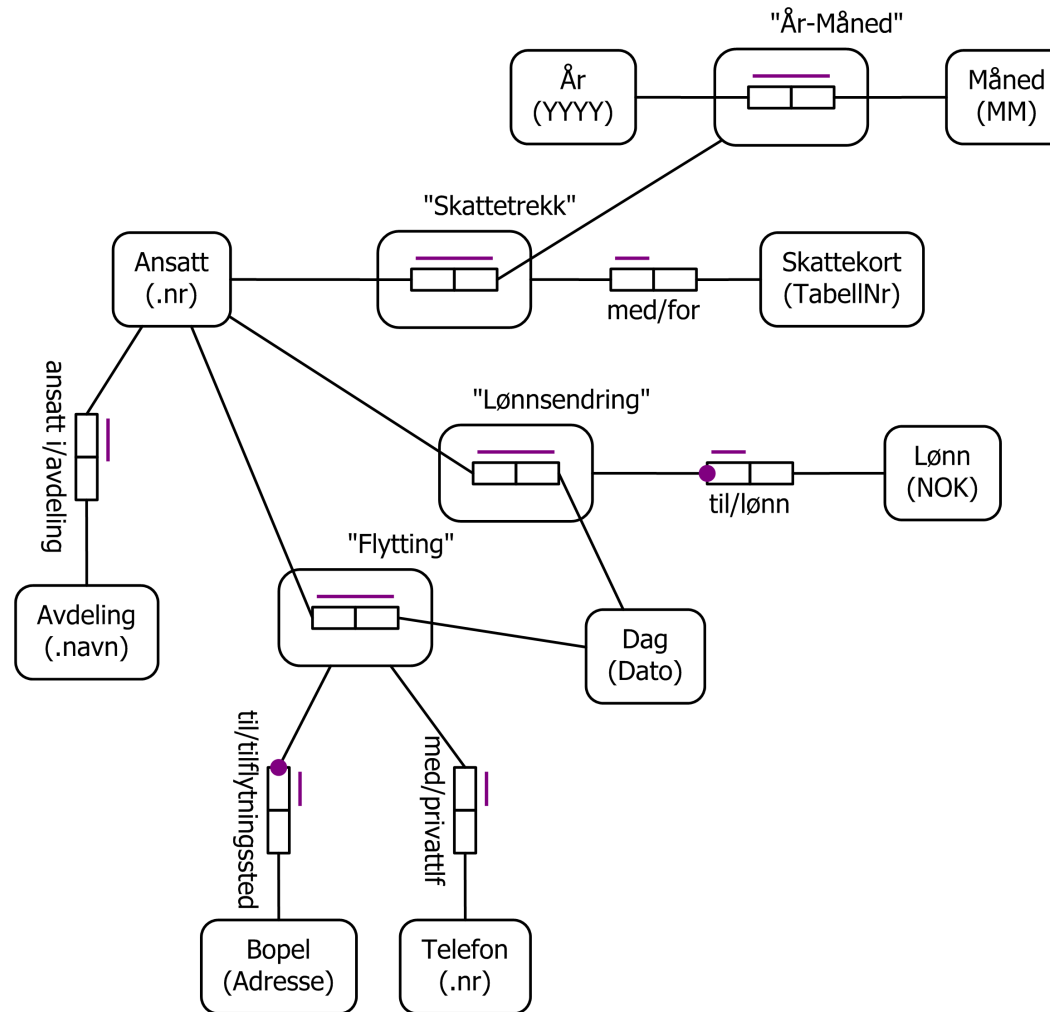 "År-Måned"
År
(YYYY)
Måned
(MM)
"Skattetrekk"
Ansatt
(.nr)
Skattekort
(TabellNr)
med/for
ansatt i/avdeling
"Lønnsendring"
Lønn
(NOK)
til/lønn
"Flytting"
Avdeling
(.navn)
Dag
(Dato)
til/tilflytningssted
med/privattlf
Bopel
(Adresse)
Telefon
(.nr)